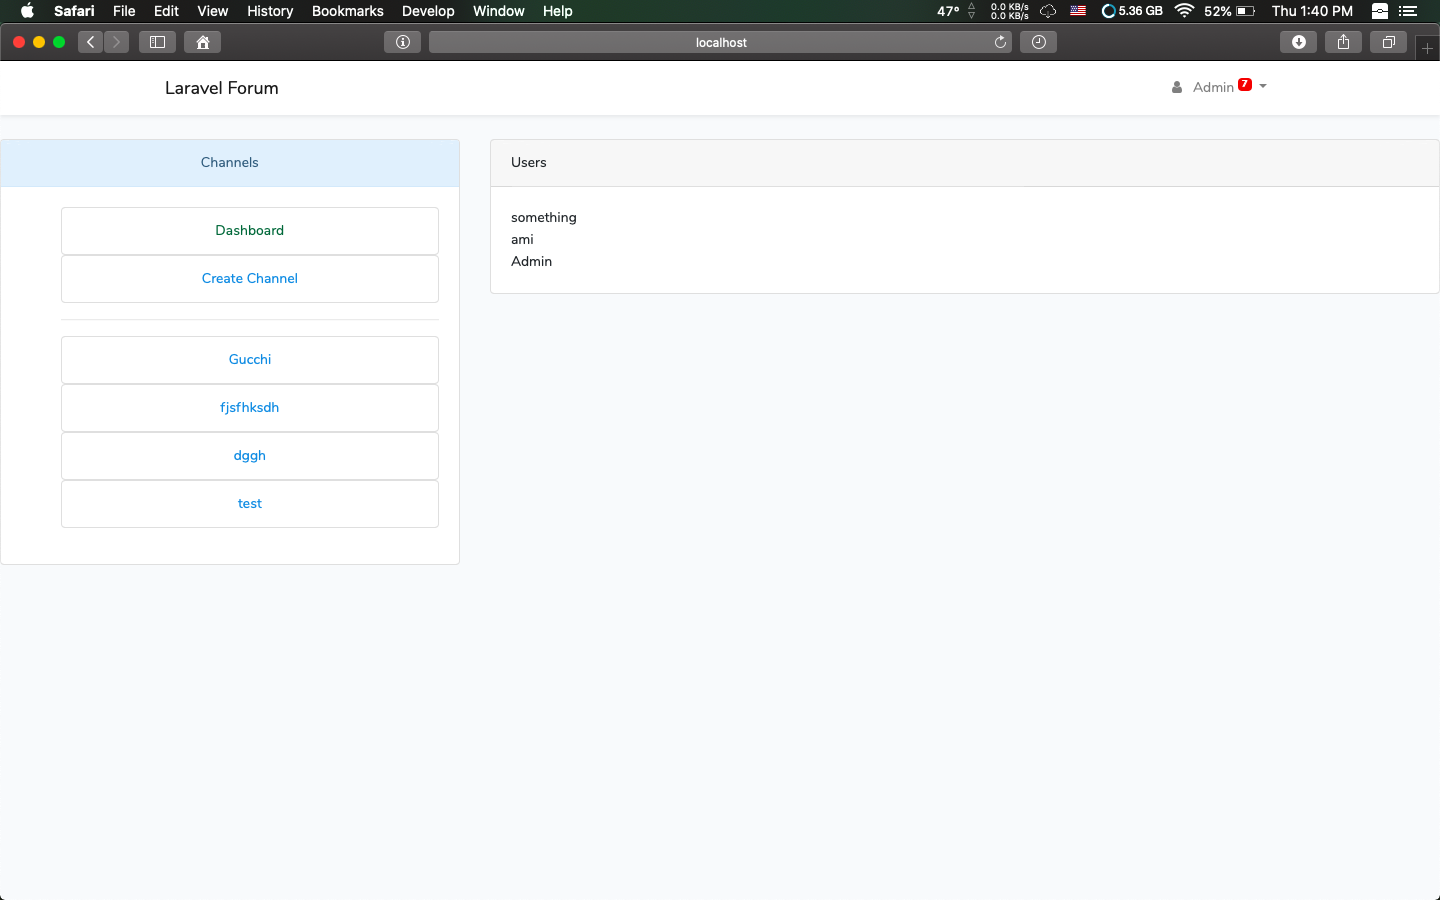 Safari File Edit View History Bookmarks Develop Window Help 47° 0.0 KB/s 5.36 GB 52% Thu 1:40 PM
0.0 KB/s
localhost
Laravel Forum Admin 7
Channels
Dashboard
Create Channel
Gucchi
fjsfhksdh
dggh
test
Users
something
ami
Admin